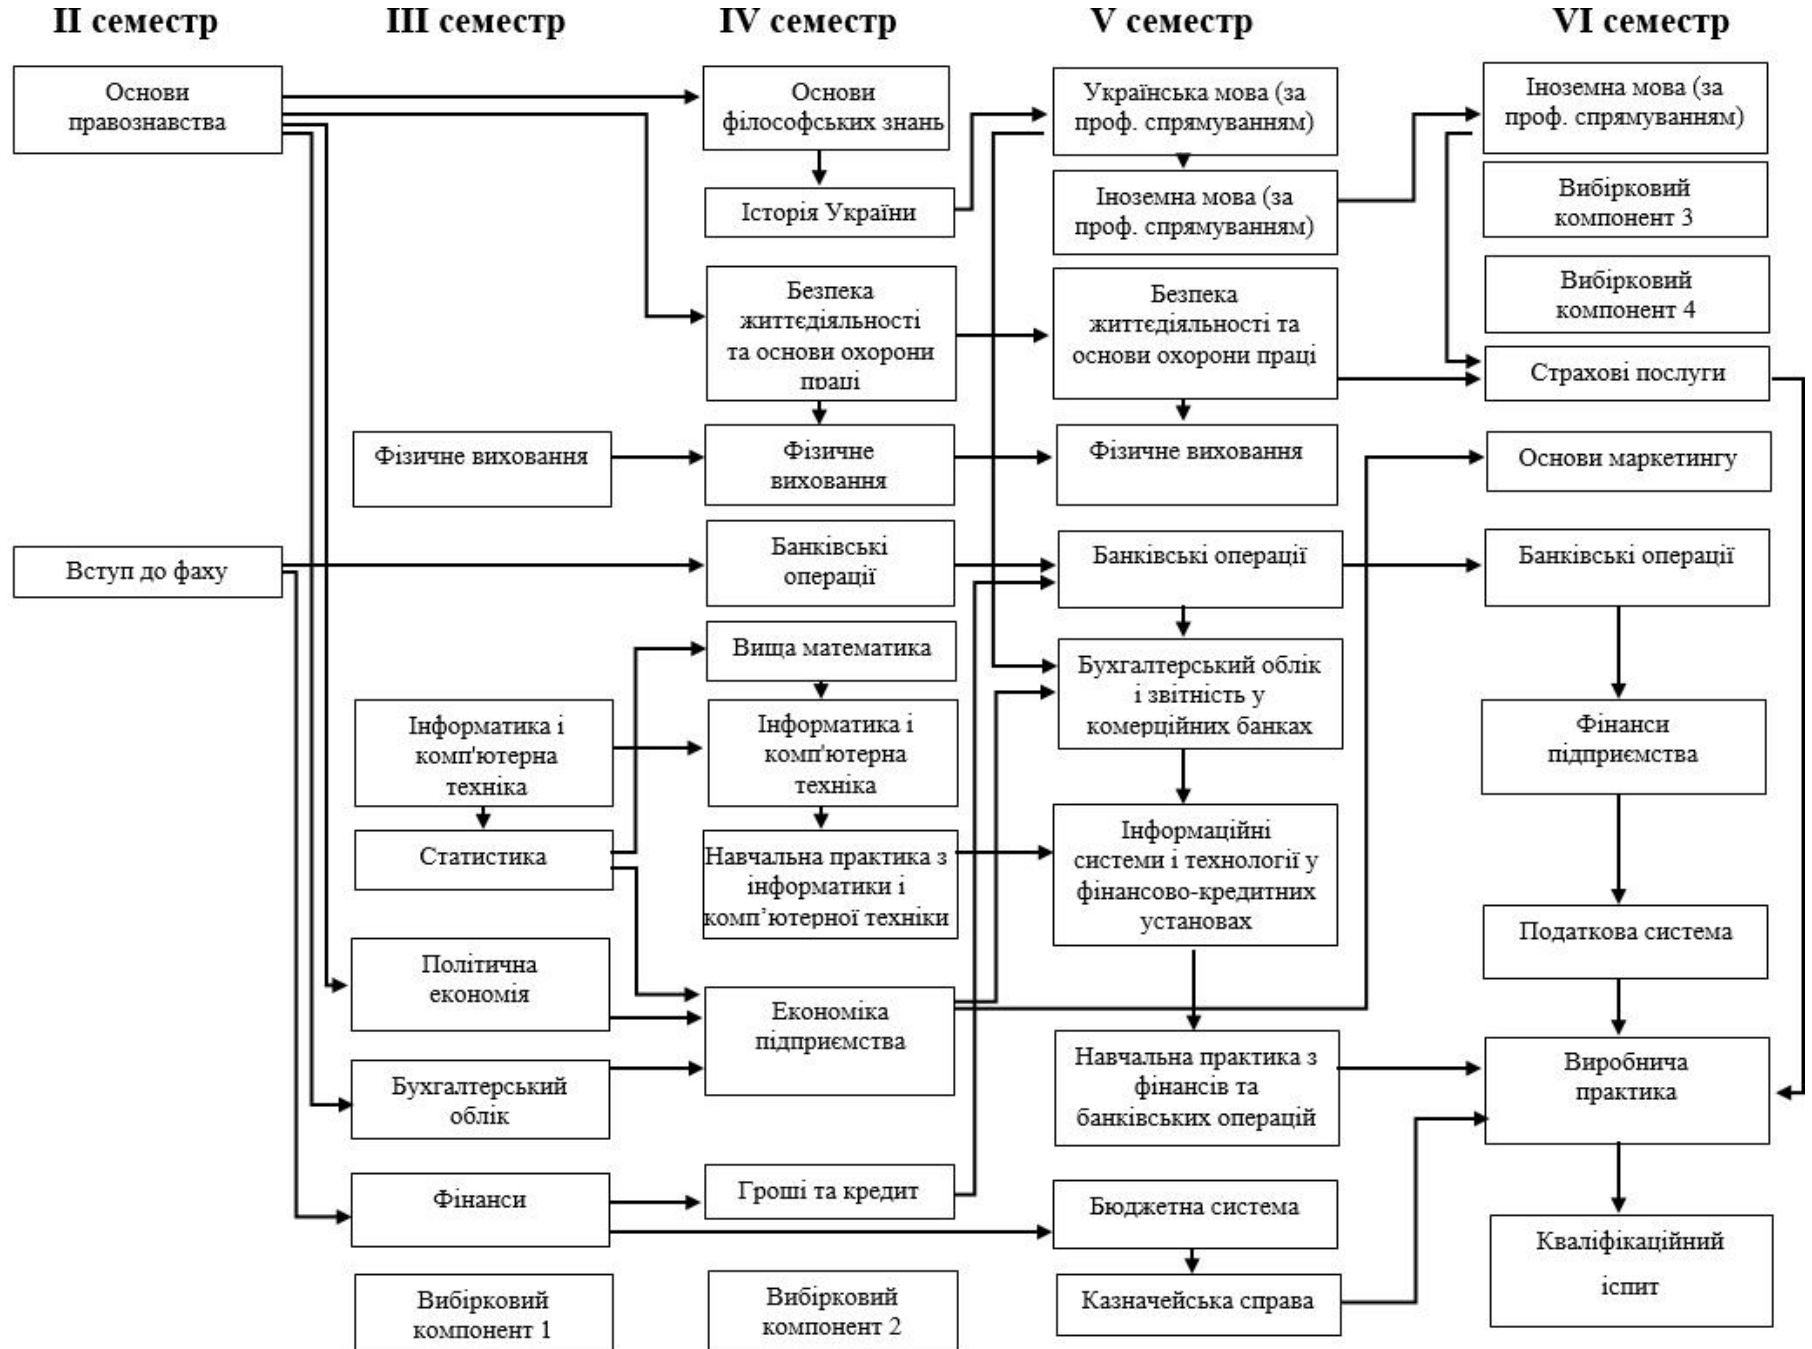 II семестр
III семестр
IV семестр
V семестр
VI семестр
Основи
правознавства
Вступ до фаху
Фізичне виховання
Інформатика і
комп'ютерна
техніка
Статистика
Політична
економія
Бухгалтерський
облік
Фінанси
Вибірковий
компонент 1
Основи
філософських знань
Історія України
Безпека
життєдіяльності
та основи охорони
праці
Фізичне
виховання
Банківські
операції
Вища математика
Інформатика і
комп'ютерна
техніка
Навчальна практика з
інформатики і
комп’ютерної техніки
Економіка
підприємства
Гроші та кредит
Вибірковий
компонент 2
Українська мова (за
проф. спрямуванням)
Іноземна мова (за
проф. спрямуванням)
Безпека
життєдіяльності та
основи охорони праці
Фізичне виховання
Банківські операції
Бухгалтерський облік
і звітність у
комерційних банках
Інформаційні
системи і технології у
фінансово-кредитних
установах
Навчальна практика з
фінансів та
банківських операцій
Бюджетна система
Казначейська справа
Іноземна мова (за
проф. спрямуванням)
Вибірковий
компонент 3
Вибірковий
компонент 4
Страхові послуги
Основи маркетингу
Банківські операції
Фінанси
підприємства
Податкова система
Виробнича
практика
Кваліфікаційний
іспит